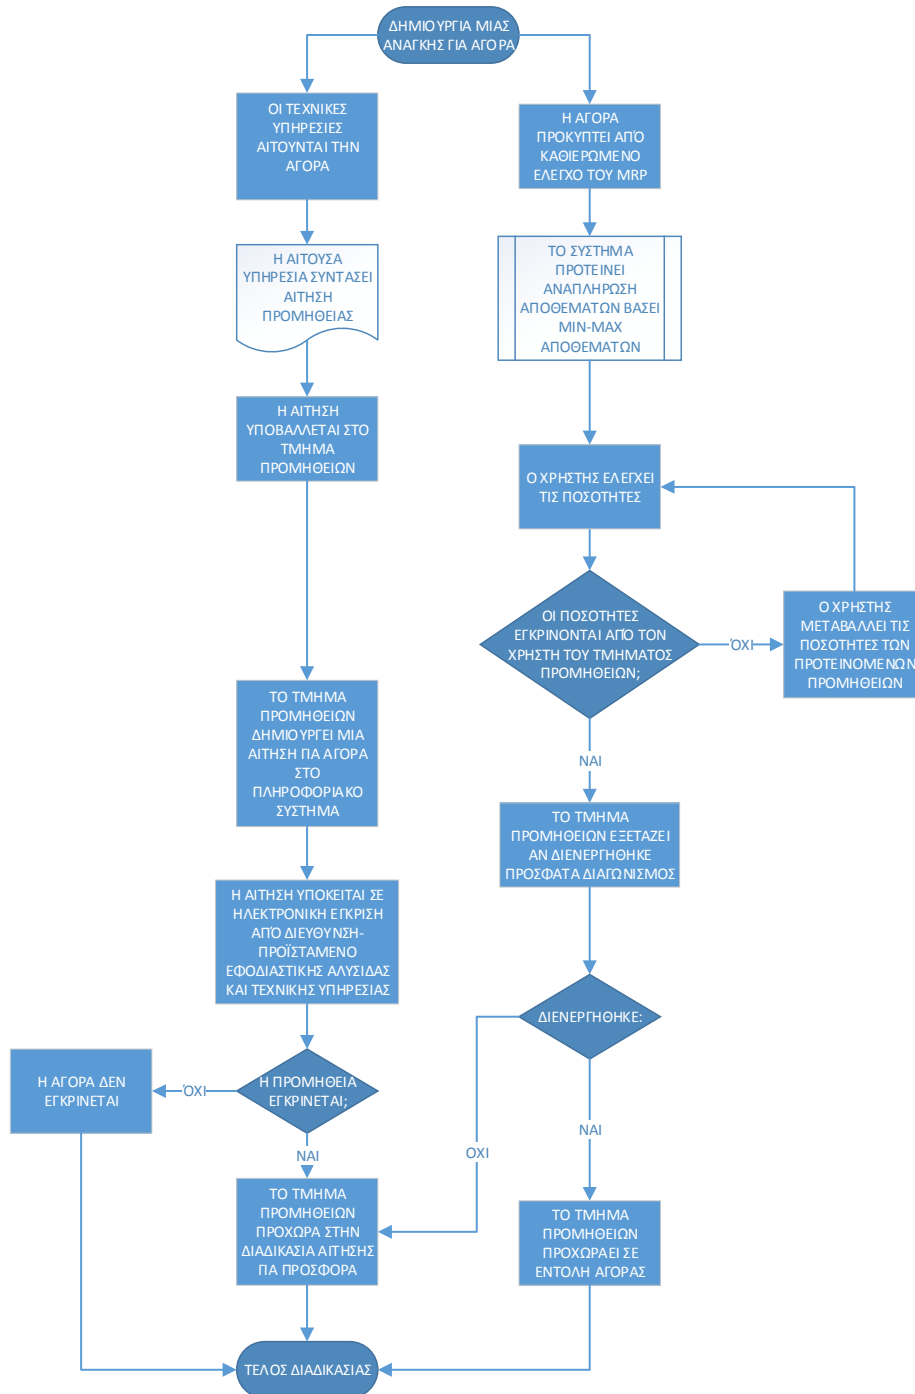 ΔΗΜΙΟΥΡΓΙΑ ΜΙΑΣ
ΑΝΑΓΚΗΣ ΓΙΑ ΑΓΟΡΑ
ΟΙ ΤΕΧΝΙΚΕΣ
ΥΠΗΡΕΣΙΕΣ
ΑΙΤΟΥΝΤΑΙ ΤΗΝ
ΑΓΟΡΑ
Η ΑΓΟΡΑ
ΠΡΟΚΥΠΤΕΙ ΑΠΌ
ΚΑΘΙΕΡΩΜΕΝΟ
ΕΛΕΓΧΟ ΤΟΥ MRP
Η ΑΙΤΟΥΣΑ
ΥΠΗΡΕΣΙΑ ΣΥΝΤΑΣΕΙ
ΑΙΤΗΣΗ
ΠΡΟΜΗΘΕΙΑΣ
ΤΟ ΣΥΣΤΗΜΑ
ΠΡΟΤΕΙΝΕΙ
ΑΝΑΠΛΗΡΩΣΗ
ΑΠΟΘΕΜΑΤΩΝ ΒΑΣΕΙ
MIN-MAX
ΑΠΟΘΕΜΑΤΩΝ
Η ΑΙΤΗΣΗ
ΥΠΟΒΑΛΛΕΤΑΙ ΣΤΟ
ΤΜΗΜΑ
ΠΡΟΜΗΘΕΙΩΝ
Ο ΧΡΗΣΤΗΣ ΕΛΕΓΧΕΙ
ΤΙΣ ΠΟΣΟΤΗΤΕΣ
ΟΙ ΠΟΣΟΤΗΤΕΣ
ΕΓΚΡΙΝΟΝΤΑΙ ΑΠΌ ΤΟΝ
ΧΡΗΣΤΗ ΤΟΥ ΤΜΗΜΑΤΟΣ
ΠΡΟΜΗΘΕΙΩΝ;
ΌΧΙ
Ο ΧΡΗΣΤΗΣ
ΜΕΤΑΒΑΛΛΕΙ ΤΙΣ
ΠΟΣΟΤΗΤΕΣ ΤΩΝ
ΠΡΟΤΕΙΝΟΜΕΝΩΝ
ΠΡΟΜΗΘΕΙΩΝ
ΝΑΙ
ΤΟ ΤΜΗΜΑ
ΠΡΟΜΗΘΕΙΩΝ
ΔΗΜΙΟΥΡΓΕΙ ΜΙΑ
ΑΙΤΗΣΗ ΓΙΑ ΑΓΟΡΑ
ΣΤΟ
ΠΛΗΡΟΦΟΡΙΑΚΟ
ΣΥΣΤΗΜΑ
ΤΟ ΤΜΗΜΑ
ΠΡΟΜΗΘΕΙΩΝ ΕΞΕΤΑΖΕΙ
ΑΝ ΔΙΕΝΕΡΓΗΘΗΚΕ
ΠΡΟΣΦΑΤΑ ΔΙΑΓΩΝΙΣΜΟΣ
Η ΑΙΤΗΣΗ ΥΠΟΚΕΙΤΑΙ ΣΕ
ΗΛΕΚΤΡΟΝΙΚΗ ΕΓΚΡΙΣΗ
ΑΠΌ ΔΙΕΥΘΥΝΣΗ-
ΠΡΟΪΣΤΑΜΕΝΟ
ΕΦΟΔΙΑΣΤΙΚΗΣ ΑΛΥΣΙΔΑΣ
ΚΑΙ ΤΕΧΝΙΚΗΣ ΥΠΗΡΕΣΙΑΣ
ΔΙΕΝΕΡΓΗΘΗΚΕ:
Η ΠΡΟΜΗΘΕΙΑ
ΕΓΚΡΙΝΕΤΑΙ;
ΌΧΙ
Η ΑΓΟΡΑ ΔΕΝ
ΕΓΚΡΙΝΕΤΑΙ
ΝΑΙ
ΟΧΙ
ΝΑΙ
ΤΟ ΤΜΗΜΑ
ΠΡΟΜΗΘΕΙΩΝ
ΠΡΟΧΩΡΑ ΣΤΗΝ
ΔΙΑΔΙΚΑΣΙΑ ΑΙΤΗΣΗΣ
ΓΙΑ ΠΡΟΣΦΟΡΑ
ΤΟ ΤΜΗΜΑ
ΠΡΟΜΗΘΕΙΩΝ
ΠΡΟΧΩΡΑΕΙ ΣΕ
ΕΝΤΟΛΗ ΑΓΟΡΑΣ
ΤΕΛΟΣ ΔΙΑΔΙΚΑΣΙΑΣ